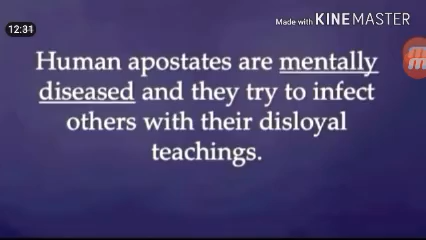 Made with KINEMASTER
12:31
Human apostates are mentally
diseased and they try to infect
others with their disloyal
teachings.